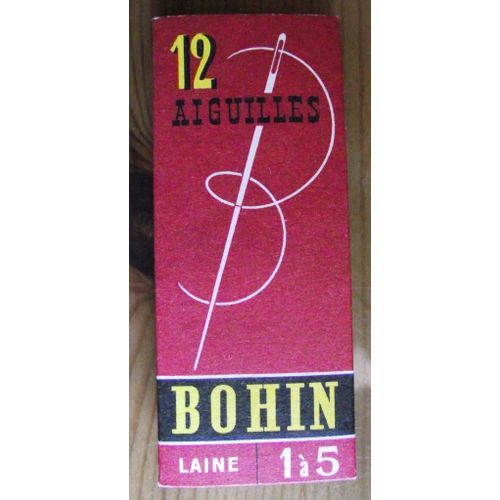 12
AIGUILLES
BOHIN
LAINE 1 à 5